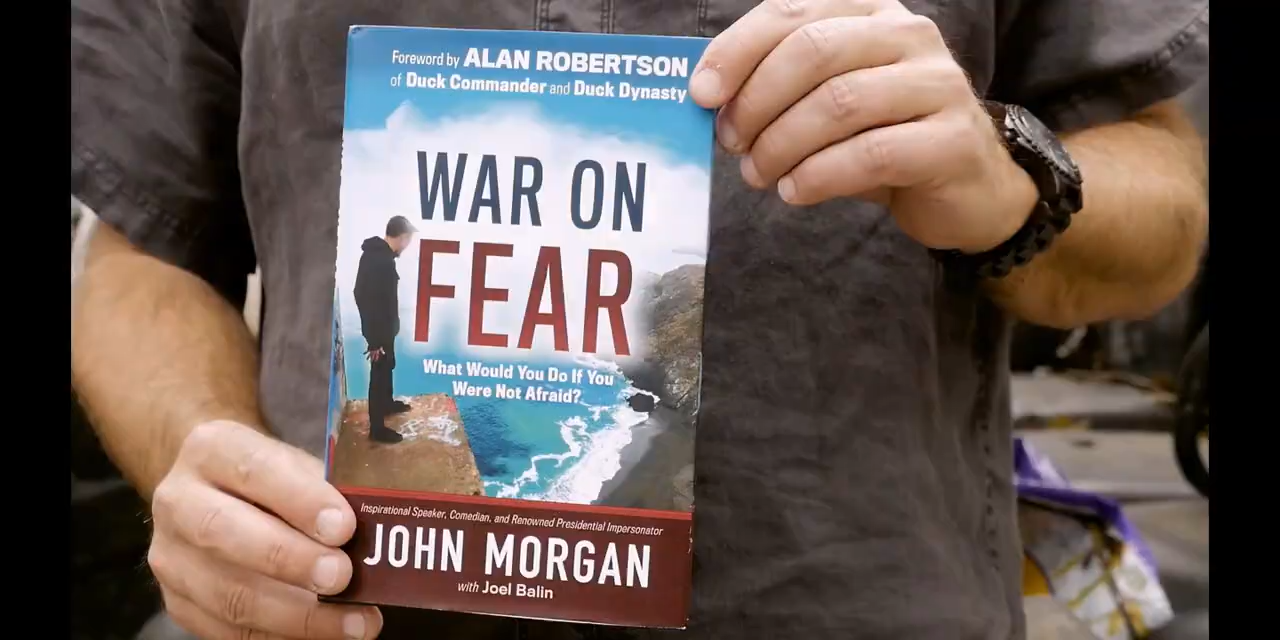 Foreword by ALAN ROBERTSON
of Duck Commander and Duck Dynasty
WAR ON
FEAR
What Would You Do If You
Were Not Afraid?
Inspirational Speaker, Comedian, and Renowned Presidential Impersonator
JOHN MORGAN
with Joel Balin